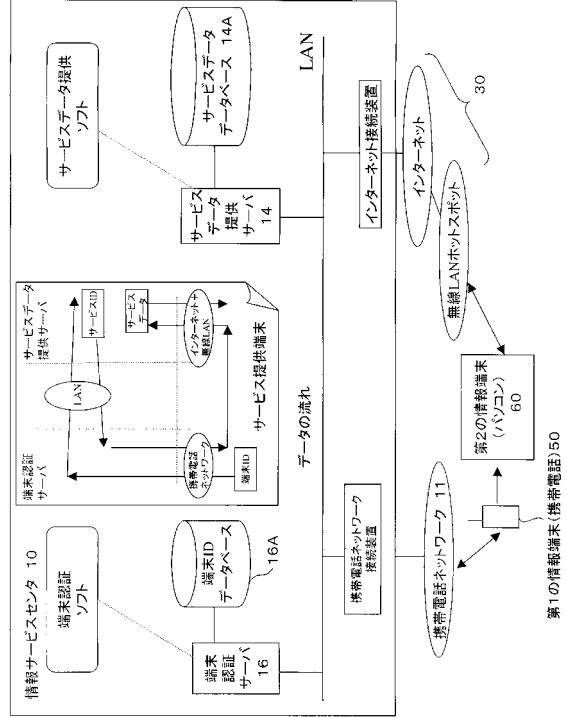 情報サービスセンタ 10
端末認証
ソフト
端末
認証
サーバ
16
端末ID
データベース
16A
端末認証
サーバ
サービスデータ
提供サーバ
LAN
サービスID
サービス
データ
携帯電話
ネットワーク
インターネット+
無線LAN
端末ID
サービス提供端末
データの流れ
サービスデータ提供
ソフト
サービス
データ
提供
サーバ
14
サービスデータ
データベース 14A
LAN
携帯電話ネットワーク
接続装置
インターネット接続装置
携帯電話ネットワーク 11
インターネット
無線LANホットスポット
30
第2の情報端末
(パソコン)
60
第1の情報端末(携帯電話)50